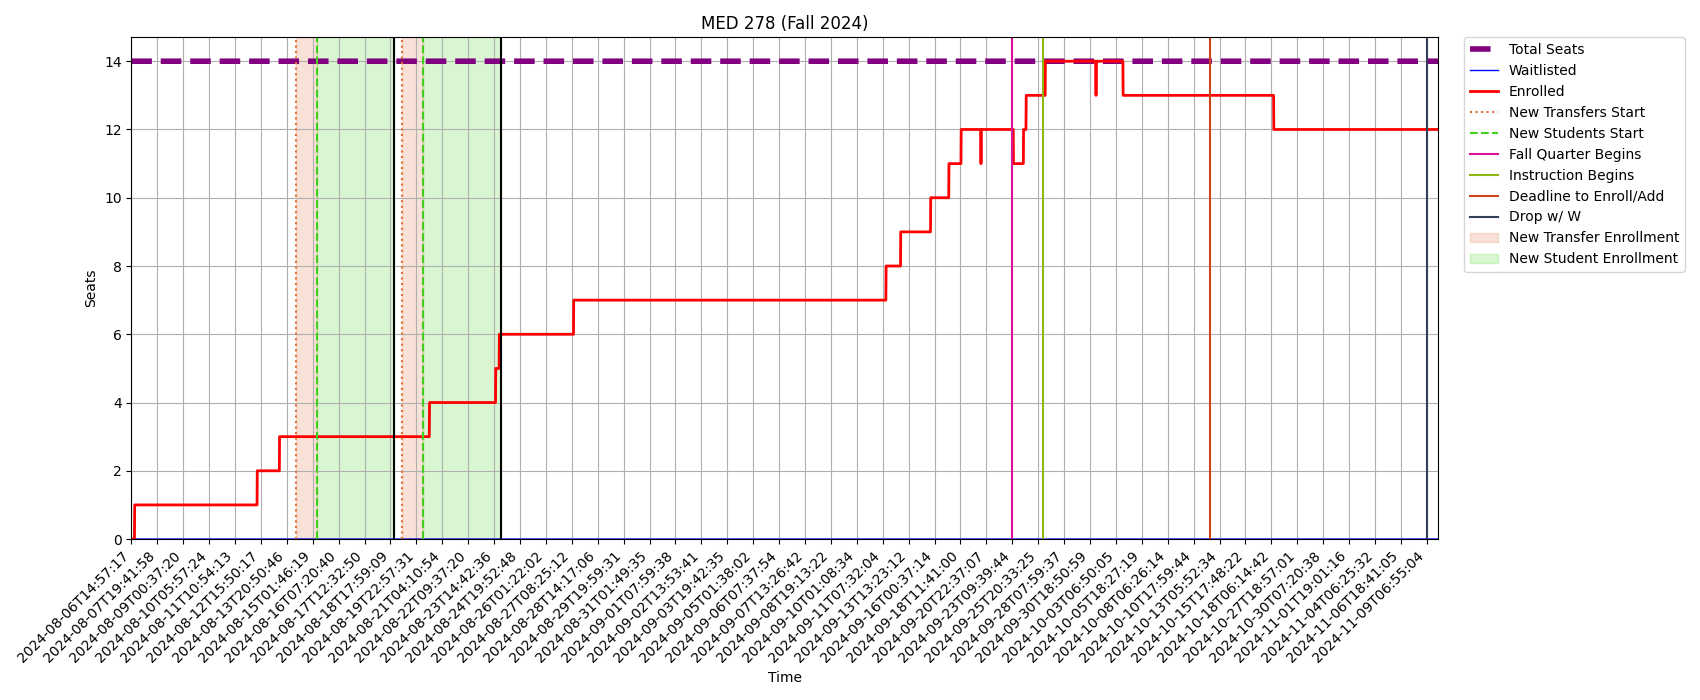 MED 278 (Fall 2024)
Seats
14
12
10
8
6
4
2
0
2024-08-06T14:57:17
2024-08-07T19:41:58
2024-08-09T00:37:20
2024-08-10T05:57:24
2024-08-11T10:54:13
2024-08-12T15:50:17
2024-08-13T20:50:46
2024-08-15T01:46:19
2024-08-16T07:20:40
2024-08-17T12:32:50
2024-08-18T17:59:09
2024-08-19T22:57:31
2024-08-21T04:10:54
2024-08-22T09:37:20
2024-08-23T14:42:36
2024-08-24T19:52:48
2024-08-26T01:22:02
2024-08-27T08:25:12
2024-08-28T14:17:06
2024-08-29T19:59:31
2024-08-31T01:49:35
2024-09-01T07:59:38
2024-09-02T13:53:41
2024-09-03T19:42:35
2024-09-05T01:38:02
2024-09-06T07:37:54
2024-09-07T13:26:42
2024-09-08T19:13:22
2024-09-10T01:08:34
2024-09-11T07:32:04
2024-09-13T18:23:12
2024-09-16T00:37:14
2024-09-18T11:41:00
2024-09-20T22:37:07
2024-09-23T09:39:44
2024-09-25T20:33:25
2024-09-28T07:59:37
2024-09-30T18:50:59
2024-10-03T06:50:05
2024-10-05T18:27:19
2024-10-08T06:26:14
2024-10-10T17:59:44
2024-10-13T05:52:34
2024-10-15T17:48:22
2024-10-18T06:14:42
2024-10-27T18:57:01
2024-10-30T07:20:38
2024-11-01T19:01:16
2024-11-04T06:25:32
2024-11-06T18:41:05
2024-11-09T06:55:04
Time
Total Seats
Waitlisted
Enrolled
New Transfers Start
New Students Start
Fall Quarter Begins
Instruction Begins
Deadline to Enroll/Add
Drop w/ W
New Transfer Enrollment
New Student Enrollment